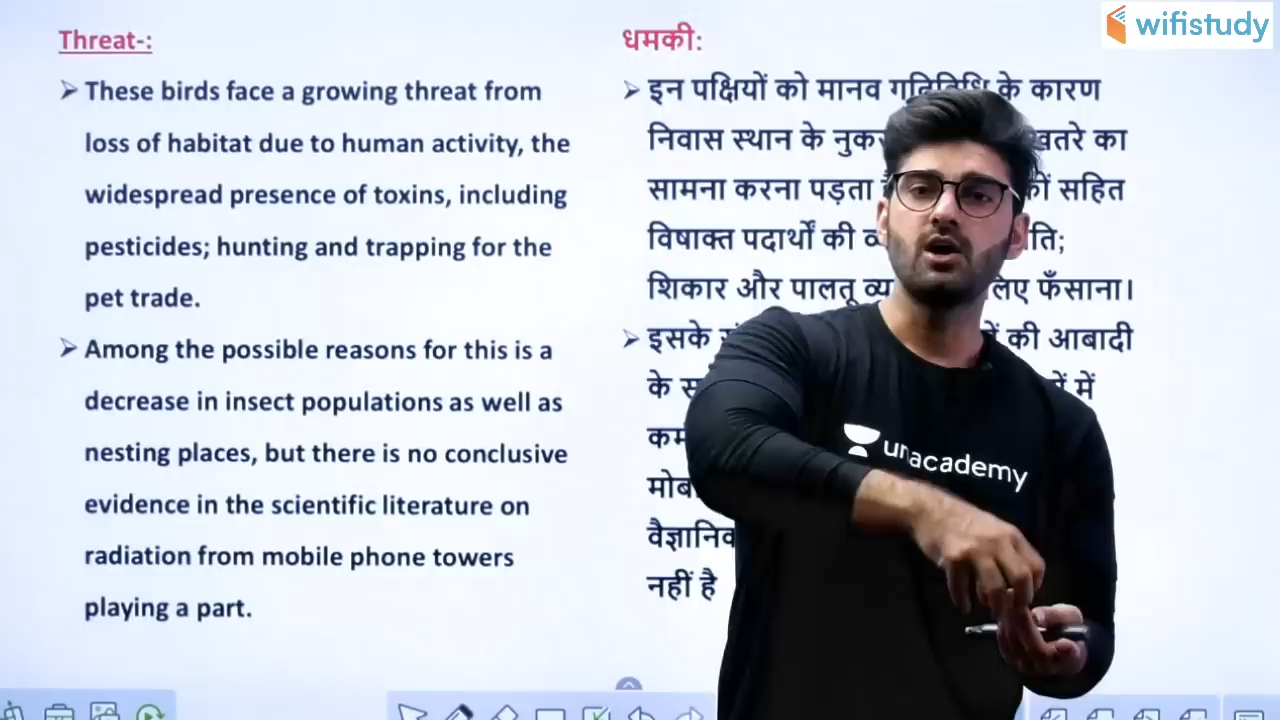 wifistudy
Threat-:
These birds face a growing threat from
loss of habitat due to human activity, the
widespread presence of toxins, including
pesticides; hunting and trapping for the
pet trade.
Among the possible reasons for this is a
decrease in insect populations as well as
nesting places, but there is no conclusive
evidence in the scientific literature on
radiation from mobile phone towers
playing a part.
धमकी:
इन पक्षियों को मानव के कारण
निवास स्थान के खतरे का
सामना करना पड़ता सहित
विषाक्त पदार्थों की
शिकार और पालतू लिए फँसाना।
इसके की आबादी
के में
नहीं है
unacademy